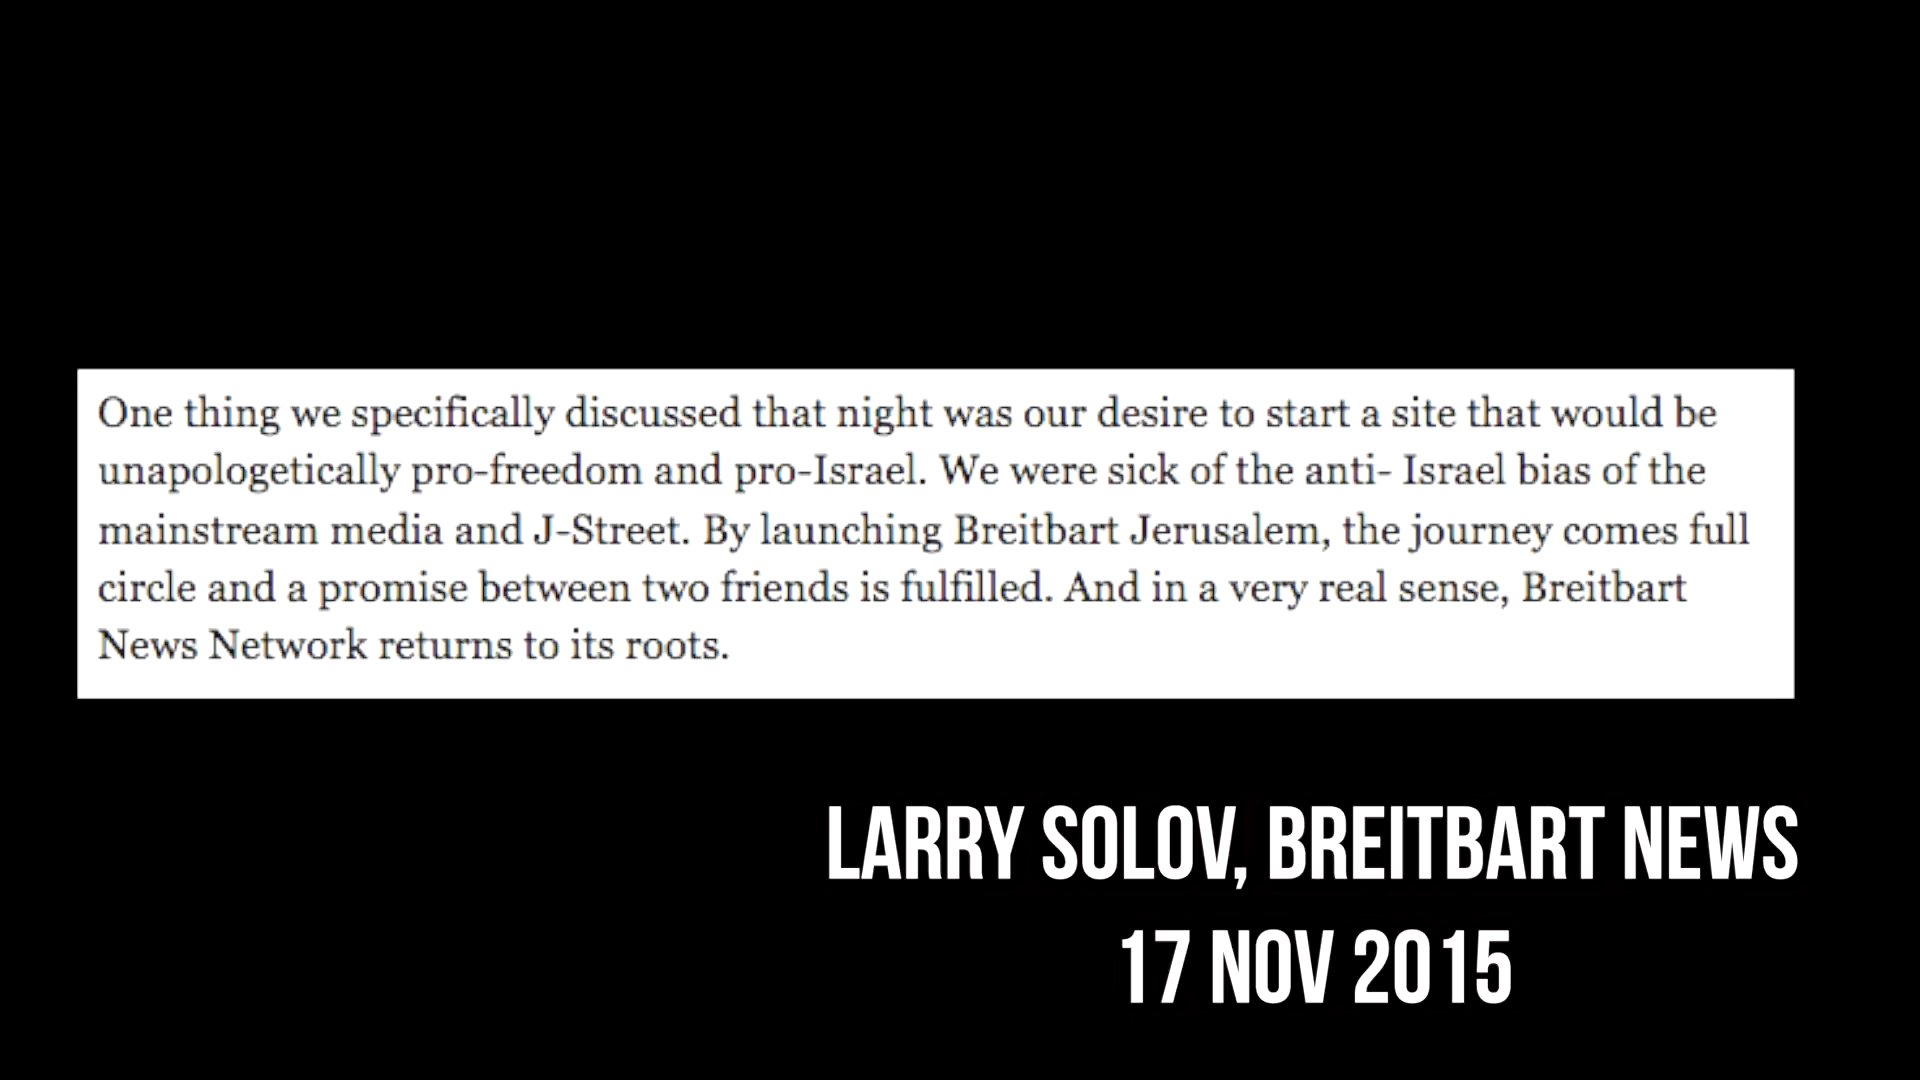 One thing we specifically discussed that night was our desire to start a site that would be
unapologetically pro-freedom and pro-Israel. We were sick of the anti- Israel bias of the
mainstream media and J-Street. By launching Breitbart Jerusalem, the journey comes full
circle and a promise between two friends is fulfilled. And in a very real sense, Breitbart
News Network returns to its roots.
LARRY SOLOV, BREITBART NEWS
17 NOV 2015